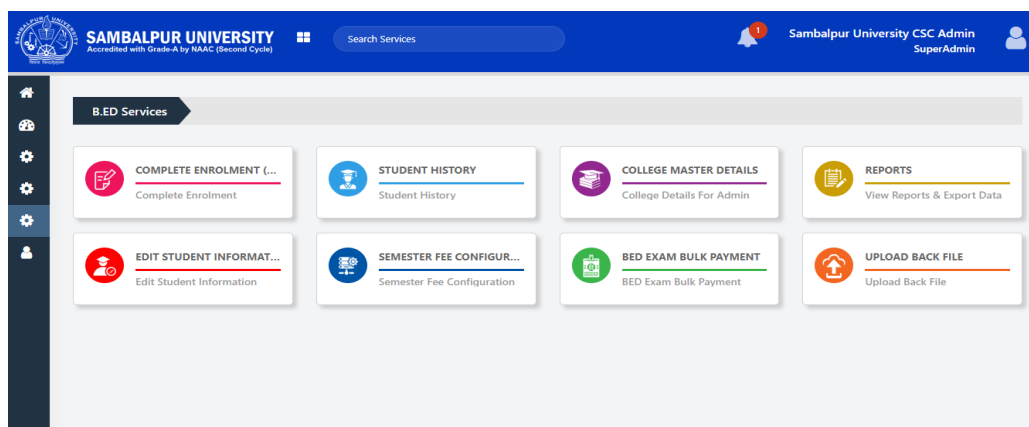 SAMBALPUR UNIVERSITY
Accredited with Grade-A by NAAC (Second Cycle)
Search Services
1
Sambalpur University CSC Admin
SuperAdmin
B.ED Services
COMPLETE ENROLMENT (...
Complete Enrolment
STUDENT HISTORY
Student History
COLLEGE MASTER DETAILS
College Details For Admin
REPORTS
View Reports & Export Data
EDIT STUDENT INFORMAT...
Edit Student Information
SEMESTER FEE CONFIGUR...
Semester Fee Configuration
BED EXAM BULK PAYMENT
BED Exam Bulk Payment
UPLOAD BACK FILE
Upload Back File